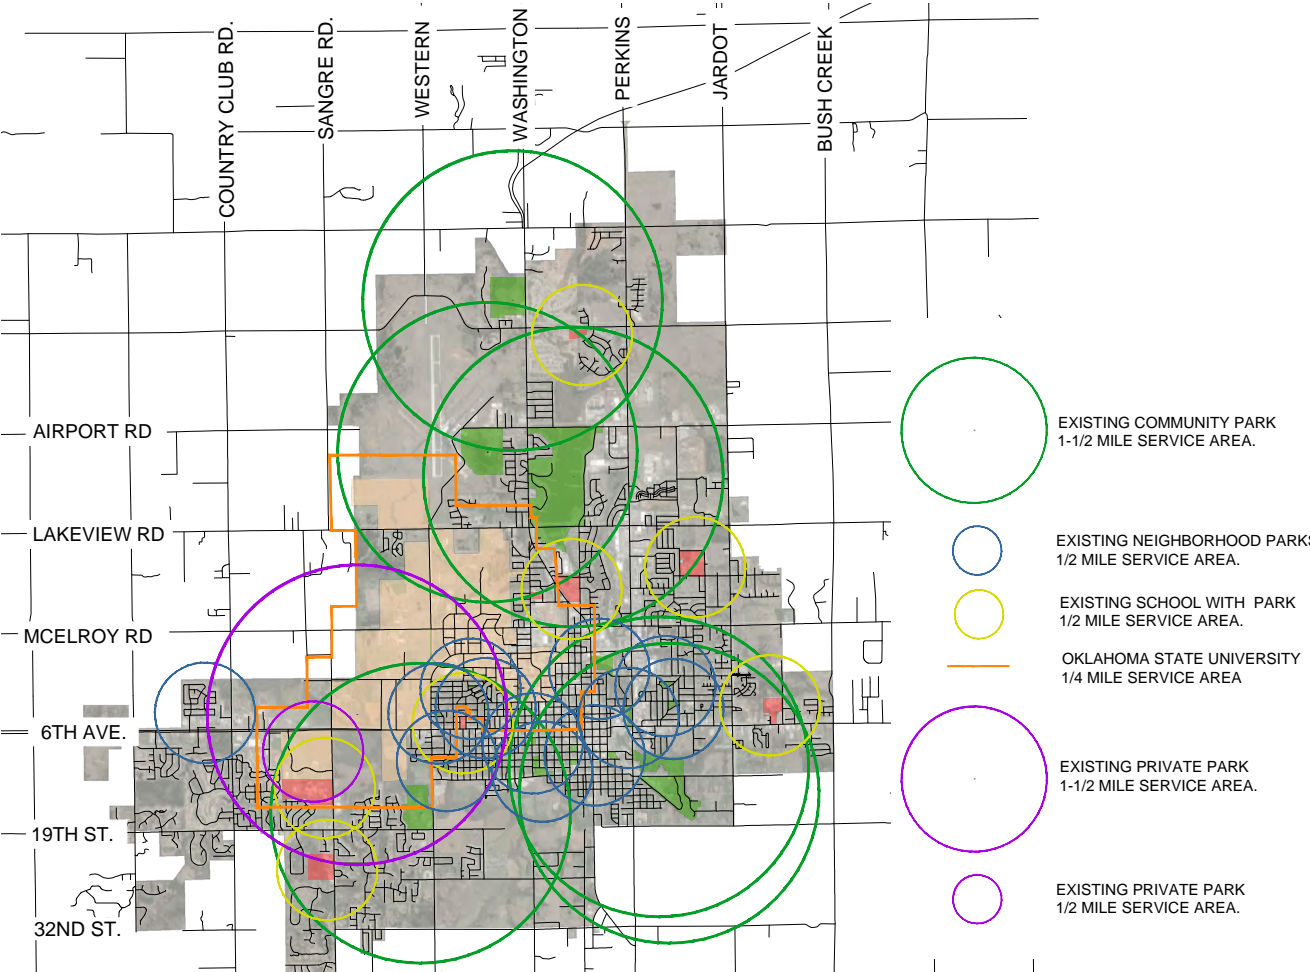 COUNTRY CLUB RD.
SANGRE RD.
WESTERN
WASHINGTON
PERKINS
JARDOT
BUSH CREEK
AIRPORT RD
LAKEVIEW RD
MCELROY RD
6TH AVE.
19TH ST.
32ND ST.
EXISTING COMMUNITY PARK
1-1/2 MILE SERVICE AREA.
EXISTING NEIGHBORHOOD PARKS
1/2 MILE SERVICE AREA.
EXISTING SCHOOL WITH PARK
1/2 MILE SERVICE AREA.
OKLAHOMA STATE UNIVERSITY
1/4 MILE SERVICE AREA
EXISTING PRIVATE PARK
1-1/2 MILE SERVICE AREA.
EXISTING PRIVATE PARK
1/2 MILE SERVICE AREA.